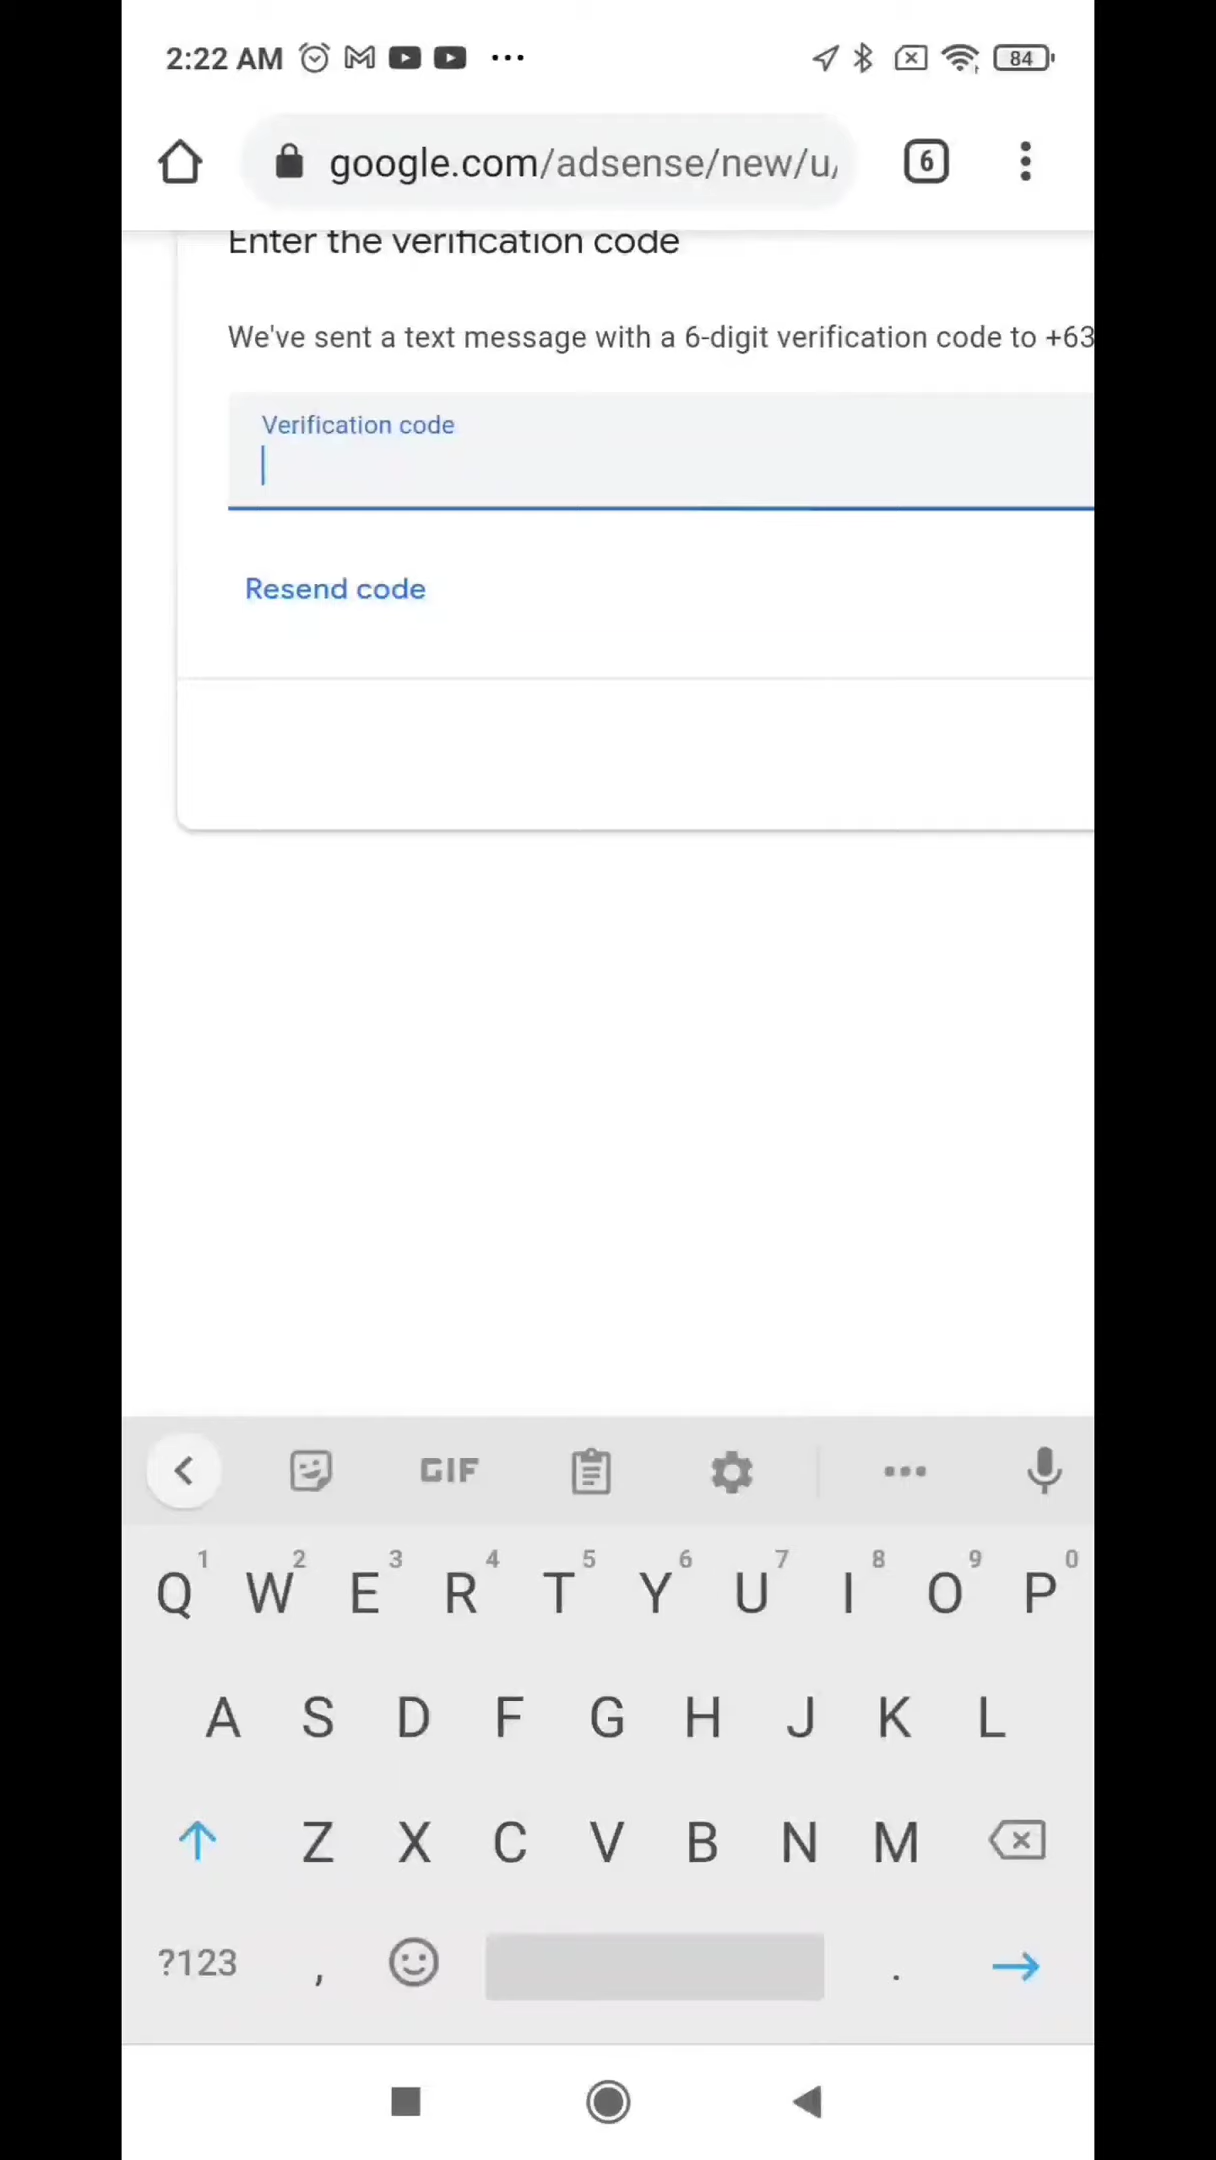 2:22 AM 84
google.com/adsense/new/u/ 6
Enter the verification code
We've sent a text message with a 6-digit verification code to +63
Verification code
Resend code
GIF
1 2 3 4 5 6 7 8 9 0
Q W E R T Y U I O P
A S D F G H J K L
Z X C V B N M
?123 , .